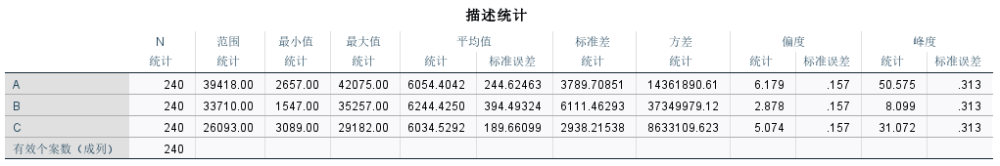 描述统计
N 范围 最小值 最大值 平均值 标准差 方差 偏度 峰度
统计 统计 统计 统计 统计 标准误差 统计 统计 统计 标准误差 统计 标准误差
A 240 39418.00 2657.00 42075.00 6054.4042 244.62463 3789.70851 14361890.61 6.179 .157 50.575 .313
B 240 33710.00 1547.00 35257.00 6244.4250 394.49324 6111.46293 37349979.12 2.878 .157 8.099 .313
C 240 26093.00 3089.00 29182.00 6034.5292 189.66099 2938.21538 8633109.623 5.074 .157 31.072 .313
有效个案数（成列） 240